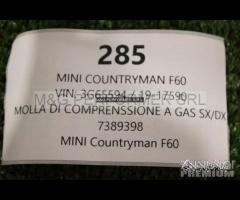 285
MINI COUNTRYMAN F60
VIN 3G65594 / 19-17590
MOLLA DI COMPRENSSIONE A GAS SX/DX
7389398
MINI Countryman F60
PREMIUM